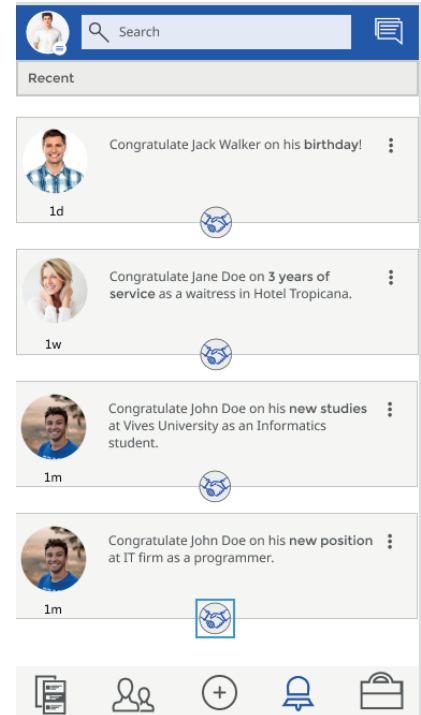 Search
Recent
Congratulate Jack Walker on his birthday!
1d
Congratulate Jane Doe on 3 years of
service as a waitress in Hotel Tropicana.
1w
Congratulate John Doe on his new studies
at Vives University as an Informatics
student.
1m
Congratulate John Doe on his new position
at IT firm as a programmer.
1m